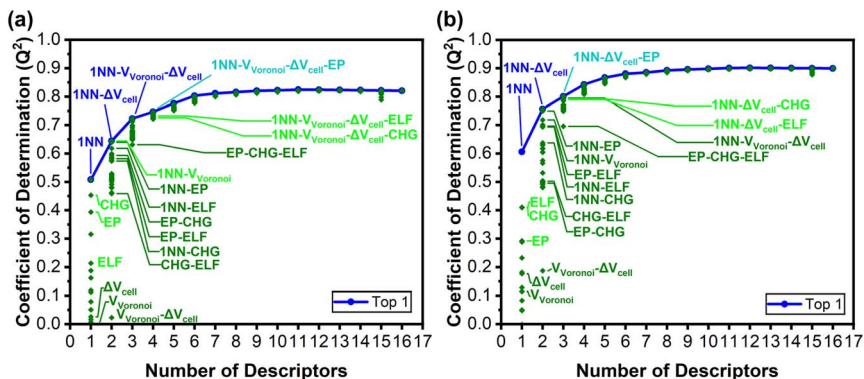 (a)
Coefficient of Determination (Q²)
1.0
0.9
0.8
0.7
0.6
0.5
0.4
0.3
0.2
0.1
0.0
1NN-V_Voronoi-ΔV_cell
1NN-V_Voronoi-ΔV_cell-EP
1NN-ΔV_cell
1NN
1NN-V_Voronoi-ΔV_cell-ELF
1NN-V_Voronoi-ΔV_cell-CHG
EP-CHG-ELF
1NN-V_Voronoi
1NN-EP
1NN-ELF
EP-CHG
EP-ELF
1NN-CHG
CHG-ELF
CHG
EP
ELF
ΔV_cell
V_Voronoi
V_Voronoi-ΔV_cell
Top 1
0 1 2 3 4 5 6 7 8 9 10 11 12 13 14 15 16 17
Number of Descriptors
(b)
Coefficient of Determination (Q²)
1.0
0.9
0.8
0.7
0.6
0.5
0.4
0.3
0.2
0.1
0.0
1NN-ΔV_cell-EP
1NN-ΔV_cell
1NN
1NN-ΔV_cell-CHG
1NN-ΔV_cell-ELF
1NN-V_Voronoi-ΔV_cell
EP-CHG-ELF
1NN-EP
1NN-V_Voronoi
EP-ELF
1NN-ELF
1NN-CHG
CHG-ELF
EP-CHG
ELF
CHG
EP
V_Voronoi-ΔV_cell
ΔV_cell
V_Voronoi
Top 1
0 1 2 3 4 5 6 7 8 9 10 11 12 13 14 15 16 17
Number of Descriptors